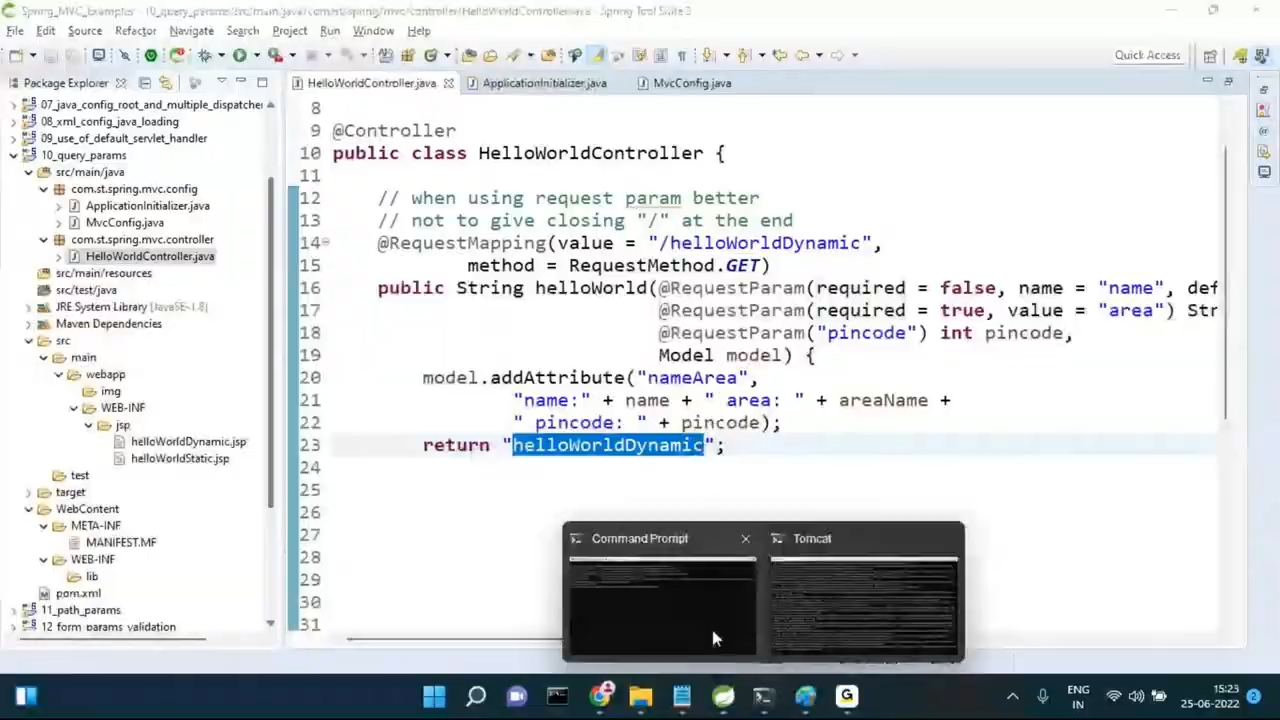 Spring_MVC_Examples - 10_query_params/src/main/java/com/st/spring/mvc/controller/HelloWorldController.java - Spring Tool Suite 3
File Edit Source Refactor Navigate Search Project Run Window Help
Quick Access
Package Explorer
HelloWorldController.java
ApplicationInitializer.java
MvcConfig.java
07_java_config_root_and_multiple_dispatcher
08_xml_config_java_loading
09_use_of_default_servlet_handler
10_query_params
src/main/java
com.st.spring.mvc.config
ApplicationInitializer.java
MvcConfig.java
com.st.spring.mvc.controller
HelloWorldController.java
src/main/resources
src/test/java
JRE System Library [JavaSE-1.8]
Maven Dependencies
src
main
webapp
img
WEB-INF
jsp
helloWorldDynamic.jsp
helloWorldStatic.jsp
test
target
WebContent
META-INF
MANIFEST.MF
WEB-INF
lib
pom.xml
11_path_params
12_form_params_validation
8
9 @Controller
10 public class HelloWorldController {
11
12 // when using request param better
13 // not to give closing "/" at the end
14 @RequestMapping(value = "/helloWorldDynamic",
15 method = RequestMethod.GET)
16 public String helloWorld(@RequestParam(required = false, name = "name", def
17 @RequestParam(required = true, value = "area") Str
18 @RequestParam("pincode") int pincode,
19 Model model) {
20 model.addAttribute("nameArea",
21 "name:" + name + " area: " + areaName +
22 " pincode: " + pincode);
23 return "helloWorldDynamic";
24
25
26
27
28
29
30
31
Command Prompt
Tomcat
ENG
IN
15:23
25-06-2022
2